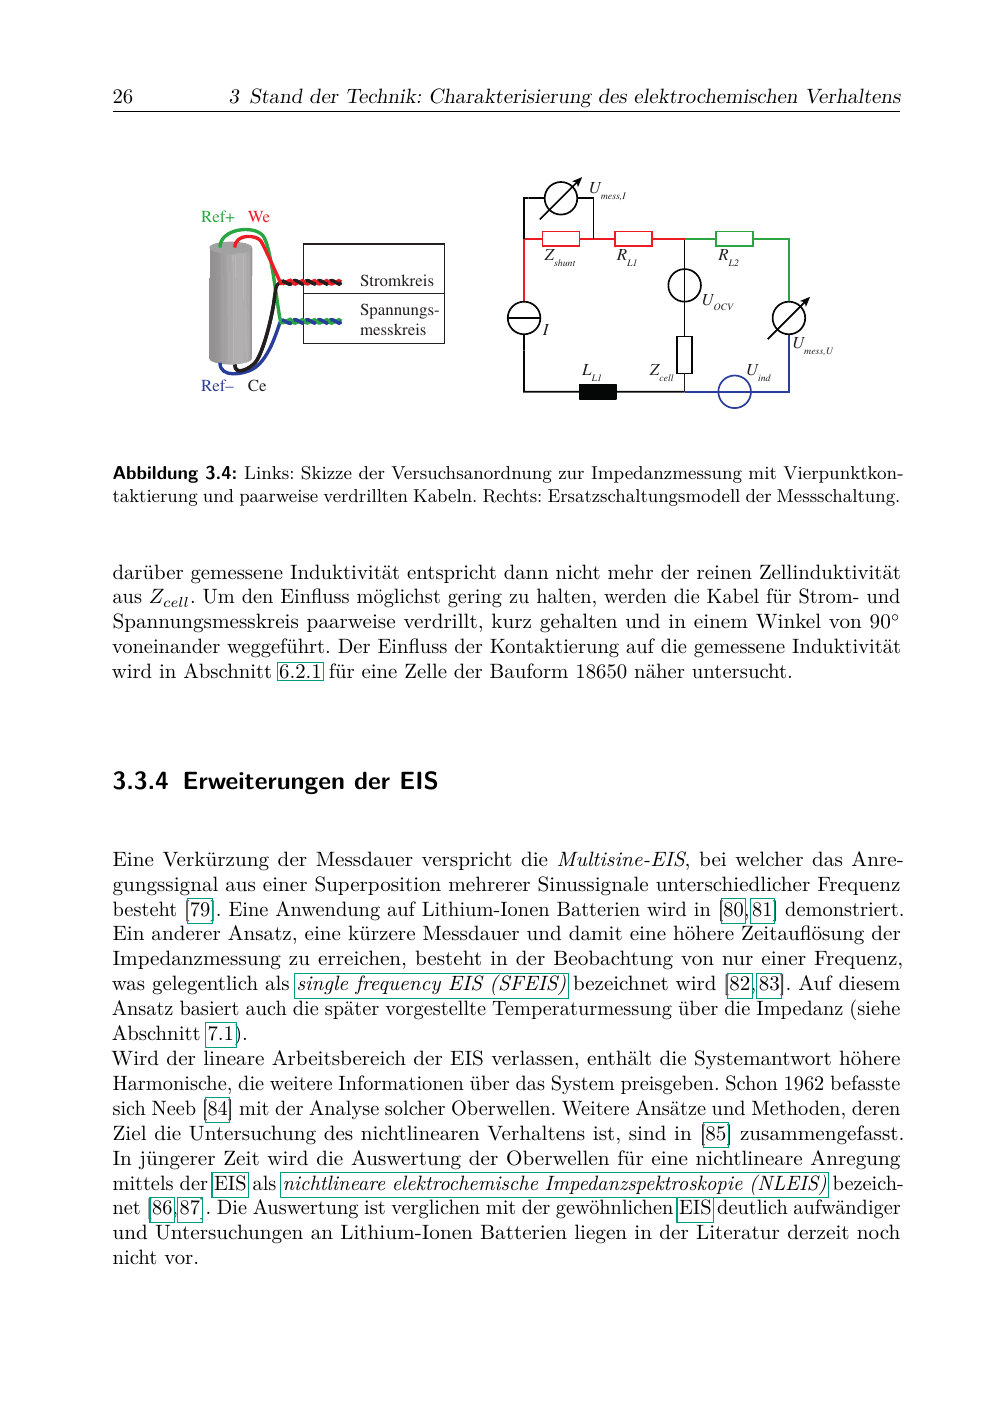 26 3 Stand der Technik: Charakterisierung des elektrochemischen Verhaltens
Ref+ We
Stromkreis
Spannungs-
messkreis
Ref– Ce
U mess,I
Z shunt
R L1
R L2
U OCV
I
U mess,U
L L1
Z cell
U ind
Abbildung 3.4: Links: Skizze der Versuchsanordnung zur Impedanzmessung mit Vierpunktkon-
taktierung und paarweise verdrillten Kabeln. Rechts: Ersatzschaltungsmodell der Messschaltung.
darüber gemessene Induktivität entspricht dann nicht mehr der reinen Zellinduktivität
aus Zcell. Um den Einfluss möglichst gering zu halten, werden die Kabel für Strom- und
Spannungsmesskreis paarweise verdrillt, kurz gehalten und in einem Winkel von 90°
voneinander weggeführt. Der Einfluss der Kontaktierung auf die gemessene Induktivität
wird in Abschnitt 6.2.1 für eine Zelle der Bauform 18650 näher untersucht.
3.3.4 Erweiterungen der EIS
Eine Verkürzung der Messdauer verspricht die Multisine-EIS, bei welcher das Anre-
gungssignal aus einer Superposition mehrerer Sinussignale unterschiedlicher Frequenz
besteht [79]. Eine Anwendung auf Lithium-Ionen Batterien wird in [80,81] demonstriert.
Ein anderer Ansatz, eine kürzere Messdauer und damit eine höhere Zeitauflösung der
Impedanzmessung zu erreichen, besteht in der Beobachtung von nur einer Frequenz,
was gelegentlich als single frequency EIS (SFEIS) bezeichnet wird [82,83]. Auf diesem
Ansatz basiert auch die später vorgestellte Temperaturmessung über die Impedanz (siehe
Abschnitt 7.1).
Wird der lineare Arbeitsbereich der EIS verlassen, enthält die Systemantwort höhere
Harmonische, die weitere Informationen über das System preisgeben. Schon 1962 befasste
sich Neeb [84] mit der Analyse solcher Oberwellen. Weitere Ansätze und Methoden, deren
Ziel die Untersuchung des nichtlinearen Verhaltens ist, sind in [85] zusammengefasst.
In jüngerer Zeit wird die Auswertung der Oberwellen für eine nichtlineare Anregung
mittels der EIS als nichtlineare elektrochemische Impedanzspektroskopie (NLEIS) bezeich-
net [86,87]. Die Auswertung ist verglichen mit der gewöhnlichen EIS deutlich aufwändiger
und Untersuchungen an Lithium-Ionen Batterien liegen in der Literatur derzeit noch
nicht vor.